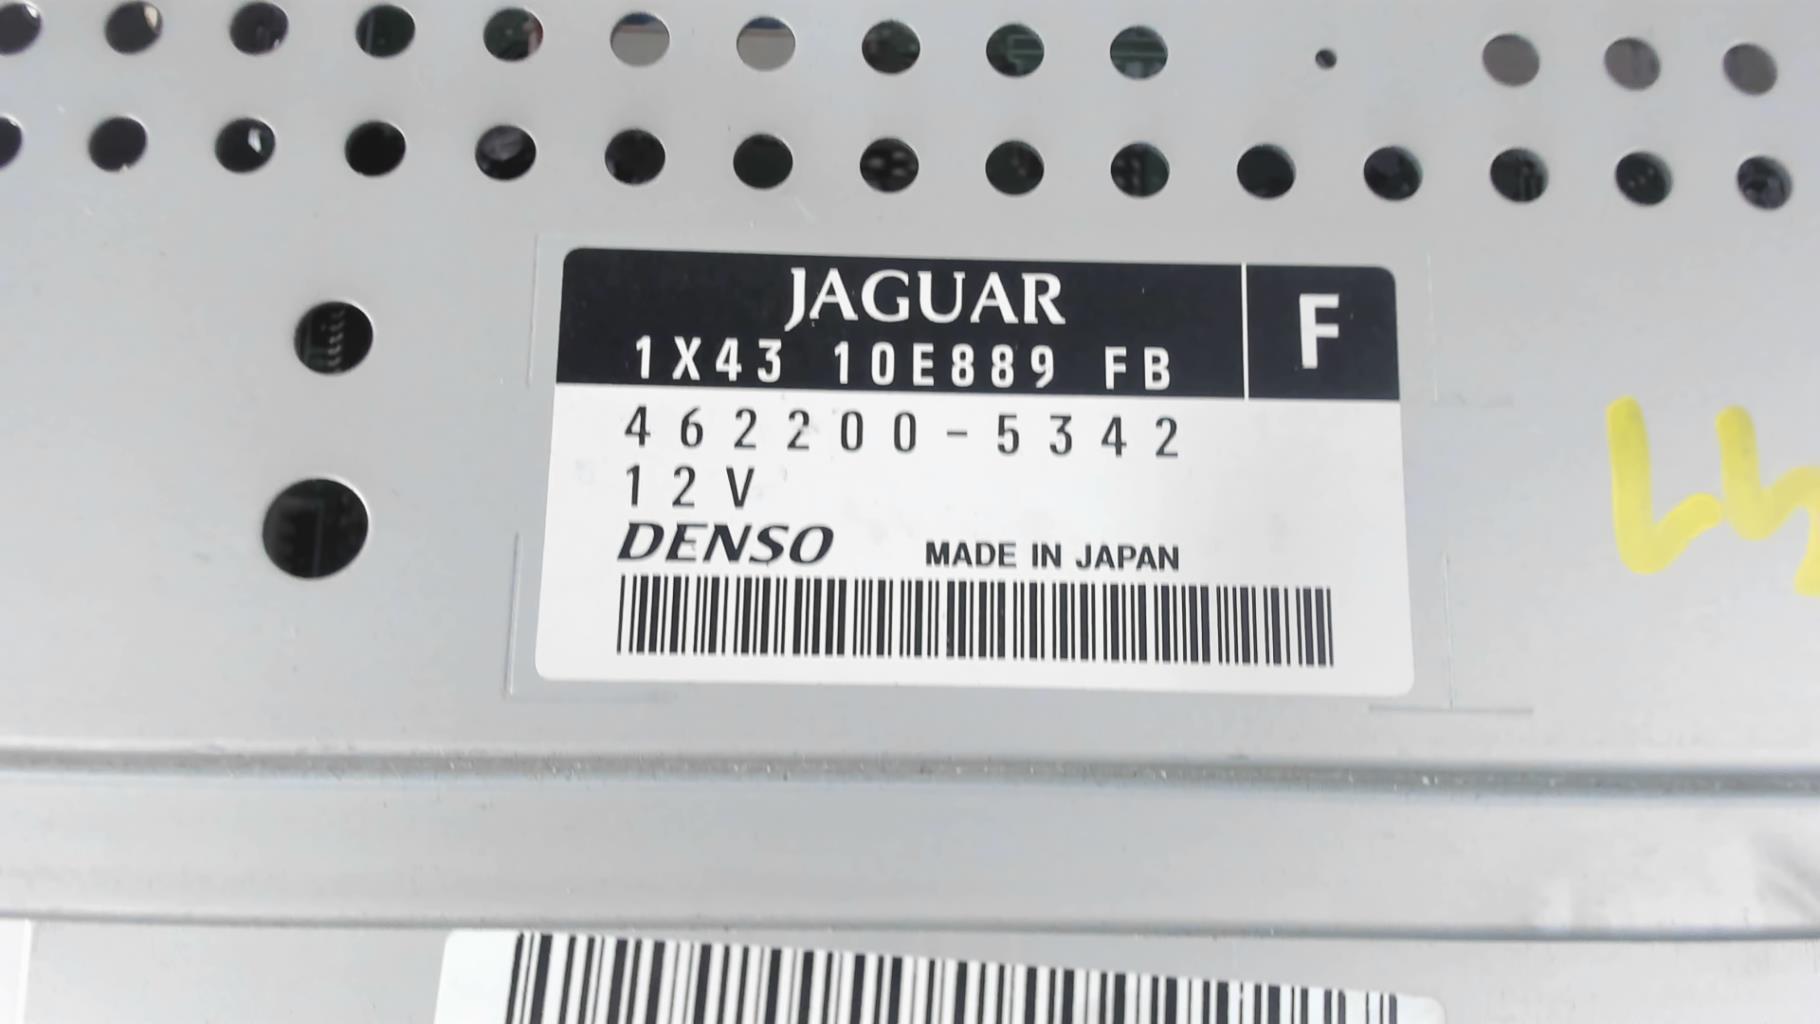 JAGUAR
F
1X43 10E889 FB
462200-5342
12V
DENSO MADE IN JAPAN